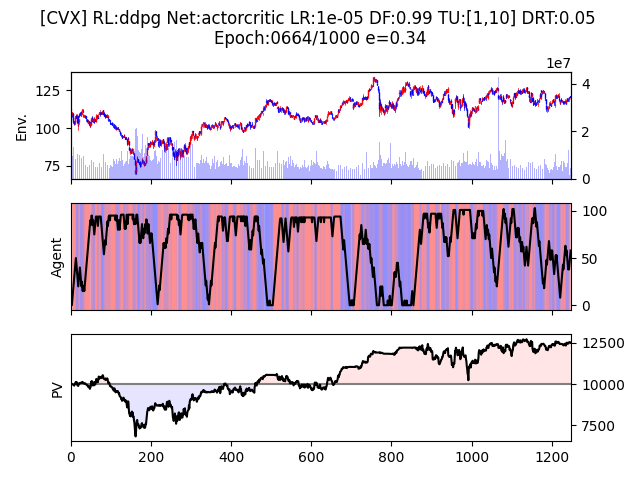 [CVX] RL:ddpg Net:actorcritic LR:1e-05 DF:0.99 TU:[1,10] DRT:0.05
Epoch:0664/1000 e=0.34
1e7
125
100
75
Env.
4
2
0
Agent
100
50
0
PV
12500
10000
7500
0 200 400 600 800 1000 1200